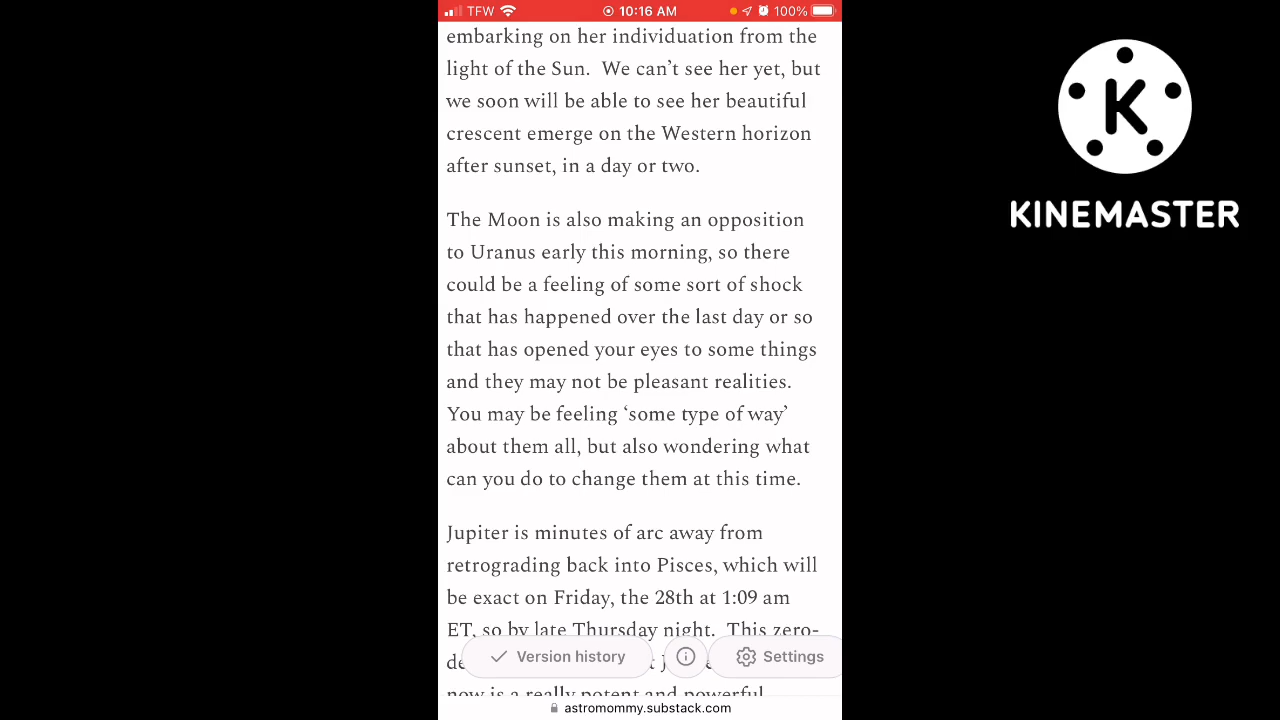 TFW 10:16 AM 100%
embarking on her individuation from the
light of the Sun. We can't see her yet, but
we soon will be able to see her beautiful
crescent emerge on the Western horizon
after sunset, in a day or two.
The Moon is also making an opposition
to Uranus early this morning, so there
could be a feeling of some sort of shock
that has happened over the last day or so
that has opened your eyes to some things
and they may not be pleasant realities.
You may be feeling ‘some type of way’
about them all, but also wondering what
can you do to change them at this time.
Jupiter is minutes of arc away from
retrograding back into Pisces, which will
be exact on Friday, the 28th at 1:09 am
ET, so by late Thursday night. This zero-
now is a really potent and powerful
Version history
Settings
astromommy.substack.com
K
KINEMASTER